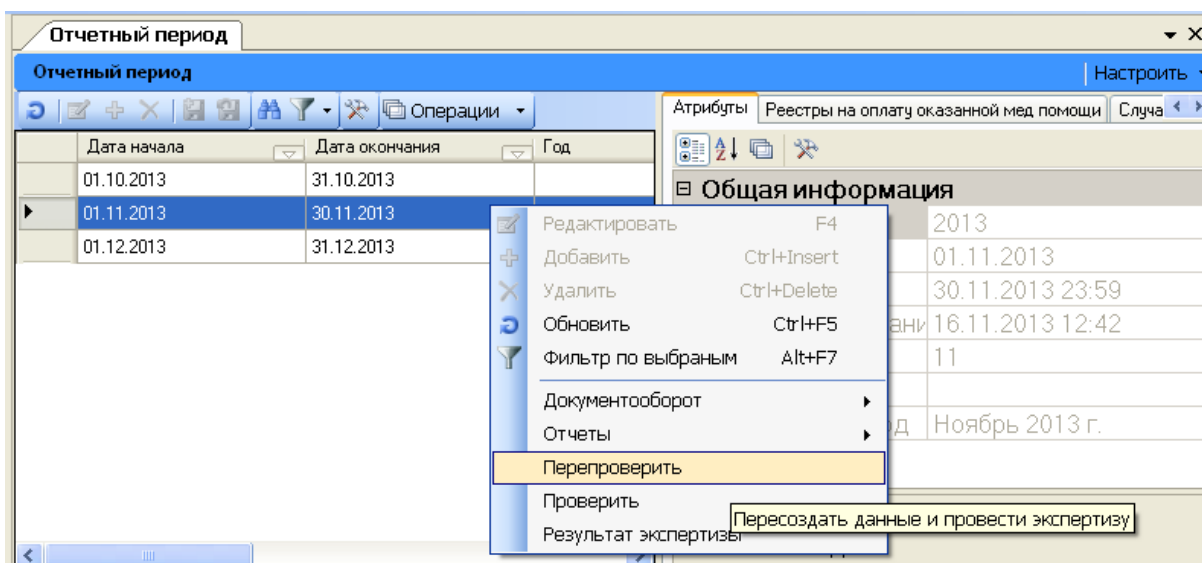 Отчетный период
Отчетный период
Настроить
Операции
Атрибуты Реестры на оплату оказанной мед помощи Случа
Дата начала Дата окончания Год
01.10.2013 31.10.2013
01.11.2013 30.11.2013
01.12.2013 31.12.2013
Редактировать F4
Добавить Ctrl+Insert
Удалить Ctrl+Delete
Обновить Ctrl+F5
Фильтр по выбраным Alt+F7
Документооборот
Отчеты
Перепроверить
Проверить
Результат экспертизы
Пересоздать данные и провести экспертизу
Общая информация
2013
01.11.2013
30.11.2013 23:59
16.11.2013 12:42
11
Ноябрь 2013 г.